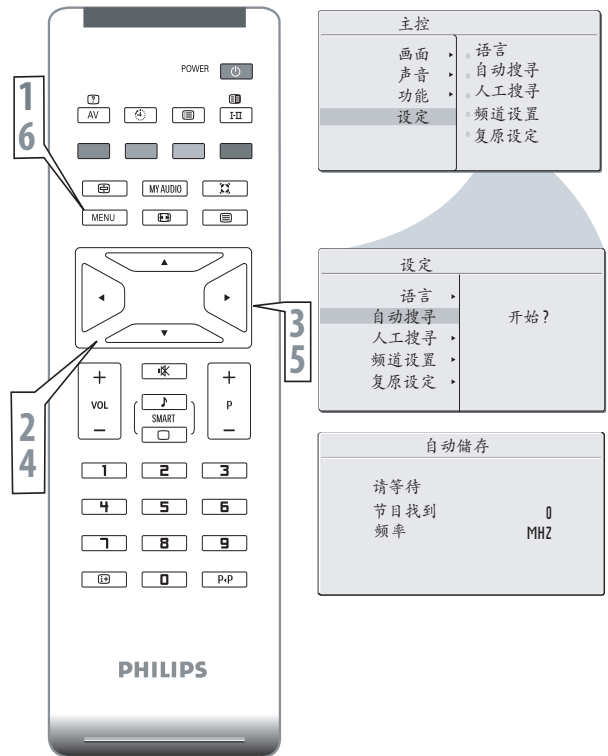 POWER
AV
I-II
MY AUDIO
MENU
1
6
3
5
2
4
+
VOL
−
SMART
+
P
−
1 2 3
4 5 6
7 8 9
i+ 0 P◂P
PHILIPS
主控
画面
声音
功能
设定
语言
自动搜寻
人工搜寻
频道设置
复原设定
设定
语言
自动搜寻
人工搜寻
频道设置
复原设定
开始?
自动储存
请等待
节目找到 0
频率 MHZ